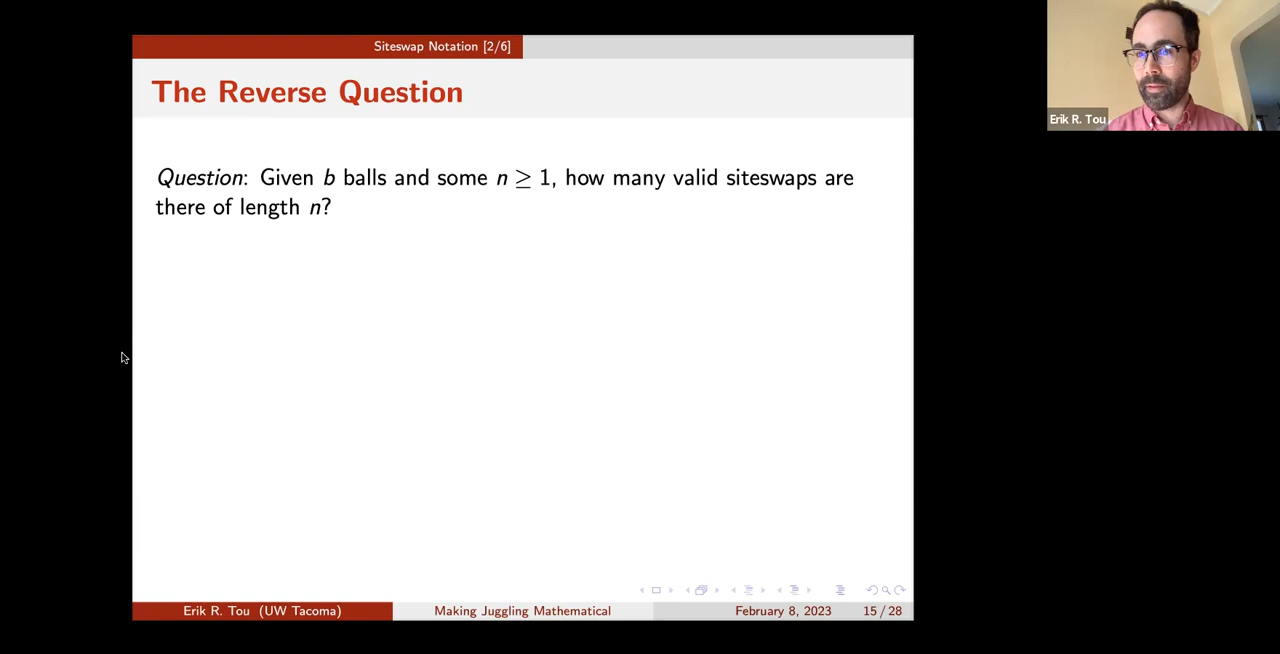 Siteswap Notation [2/6]
The Reverse Question
Question: Given b balls and some n ≥ 1, how many valid siteswaps are
there of length n?
Erik R. Tou (UW Tacoma)
Making Juggling Mathematical
February 8, 2023
15 / 28
Erik R. Tou